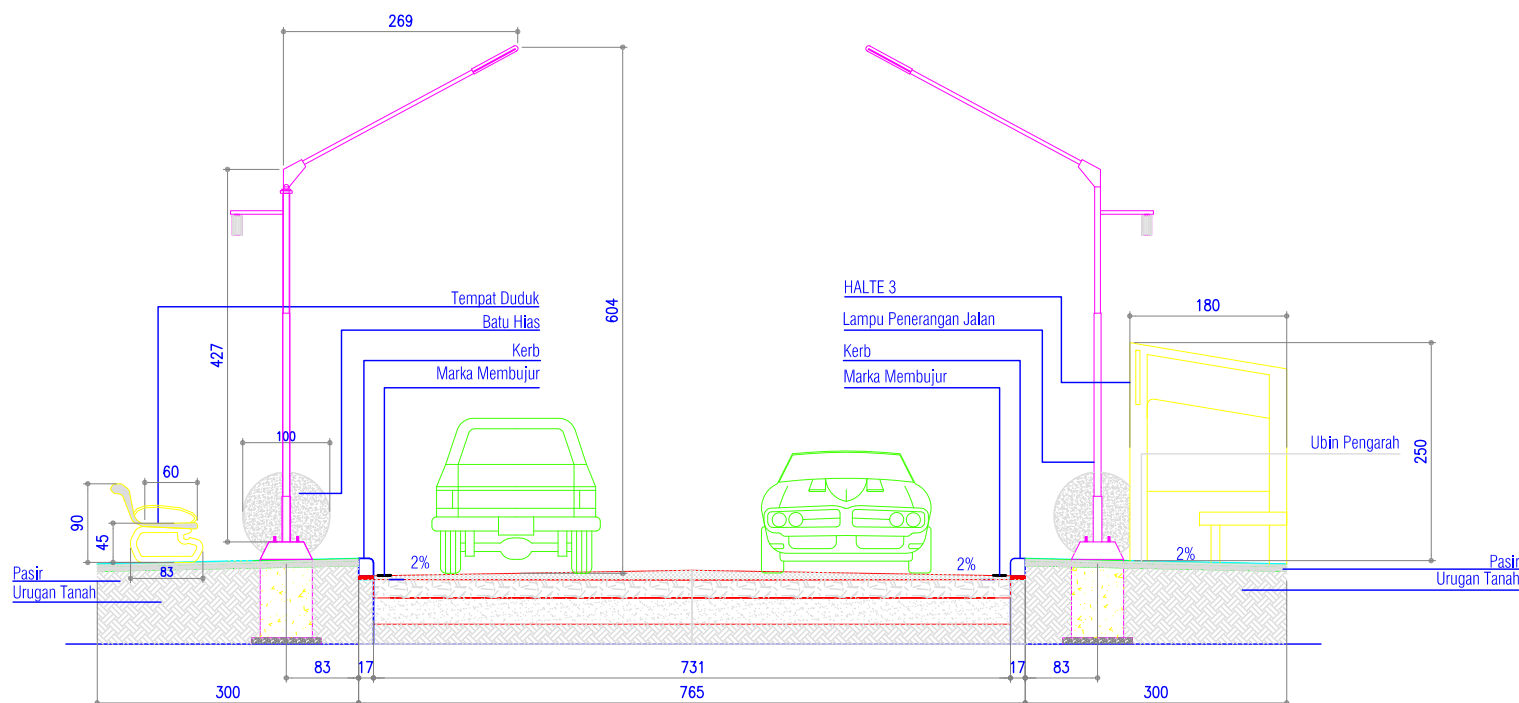 269
604
427
Tempat Duduk
Batu Hias
Kerb
Marka Membujur
HALTE 3
Lampu Penerangan Jalan
Kerb
Marka Membujur
180
250
Ubin Pengarah
100
60
90
45
83
2%
2%
2%
Pasir
Urugan Tanah
Pasir
Urugan Tanah
83
17
731
17
83
300
765
300